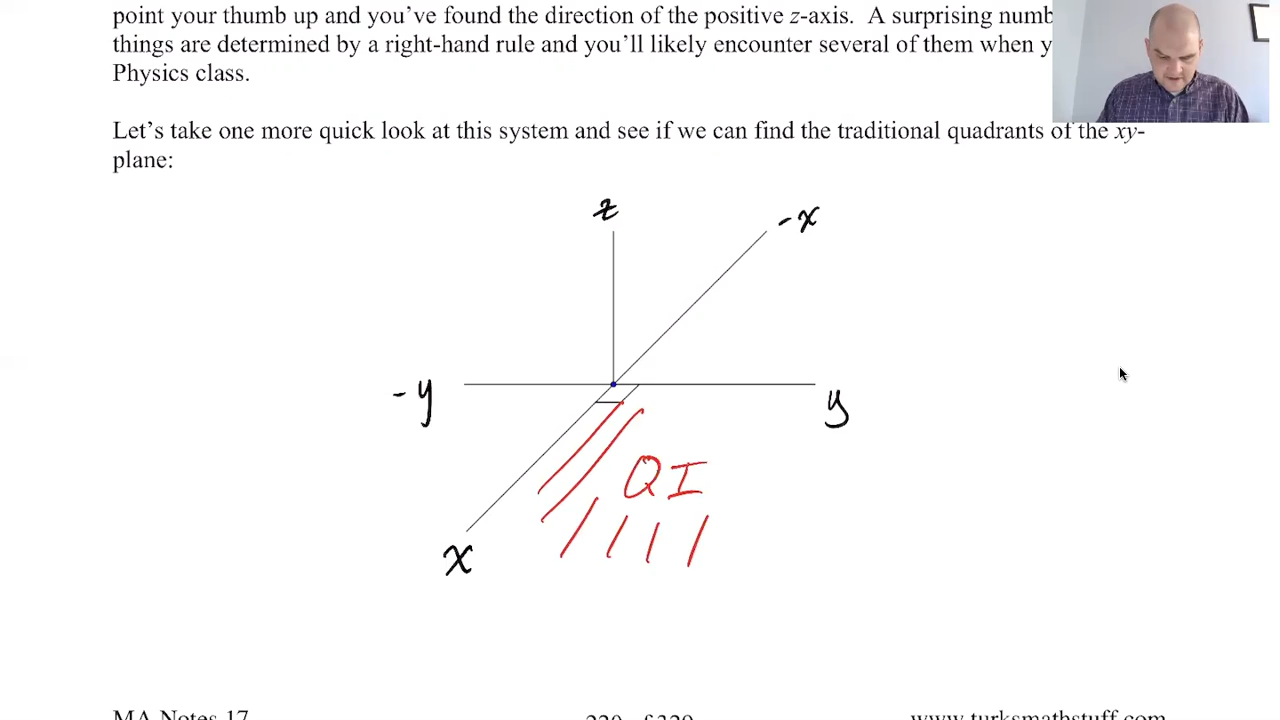 point your thumb up and you've found the direction of the positive z-axis. A surprising
things are determined by a right-hand rule and you'll likely encounter several of them when
Physics class.
Let's take one more quick look at this system and see if we can find the traditional quadrants of the xy-
plane:
z
-x
-y
y
Q I
x
MA Notes 17
www.turksmathstuff.com